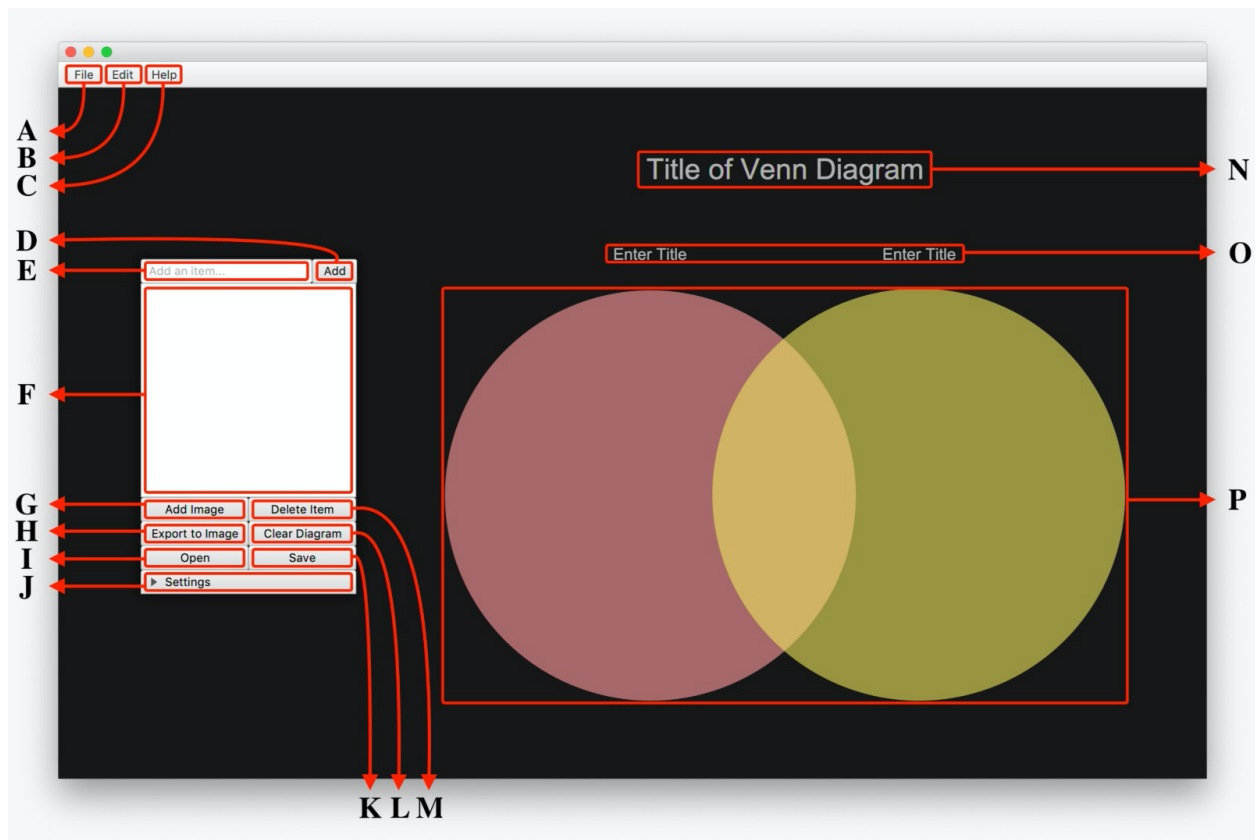 File Edit Help
A
B
C
Title of Venn Diagram
N
D
Enter Title Enter Title
O
E
Add an item... Add
F
G
Add Image Delete Item
P
H
Export to Image Clear Diagram
I
Open Save
J
Settings
K L M